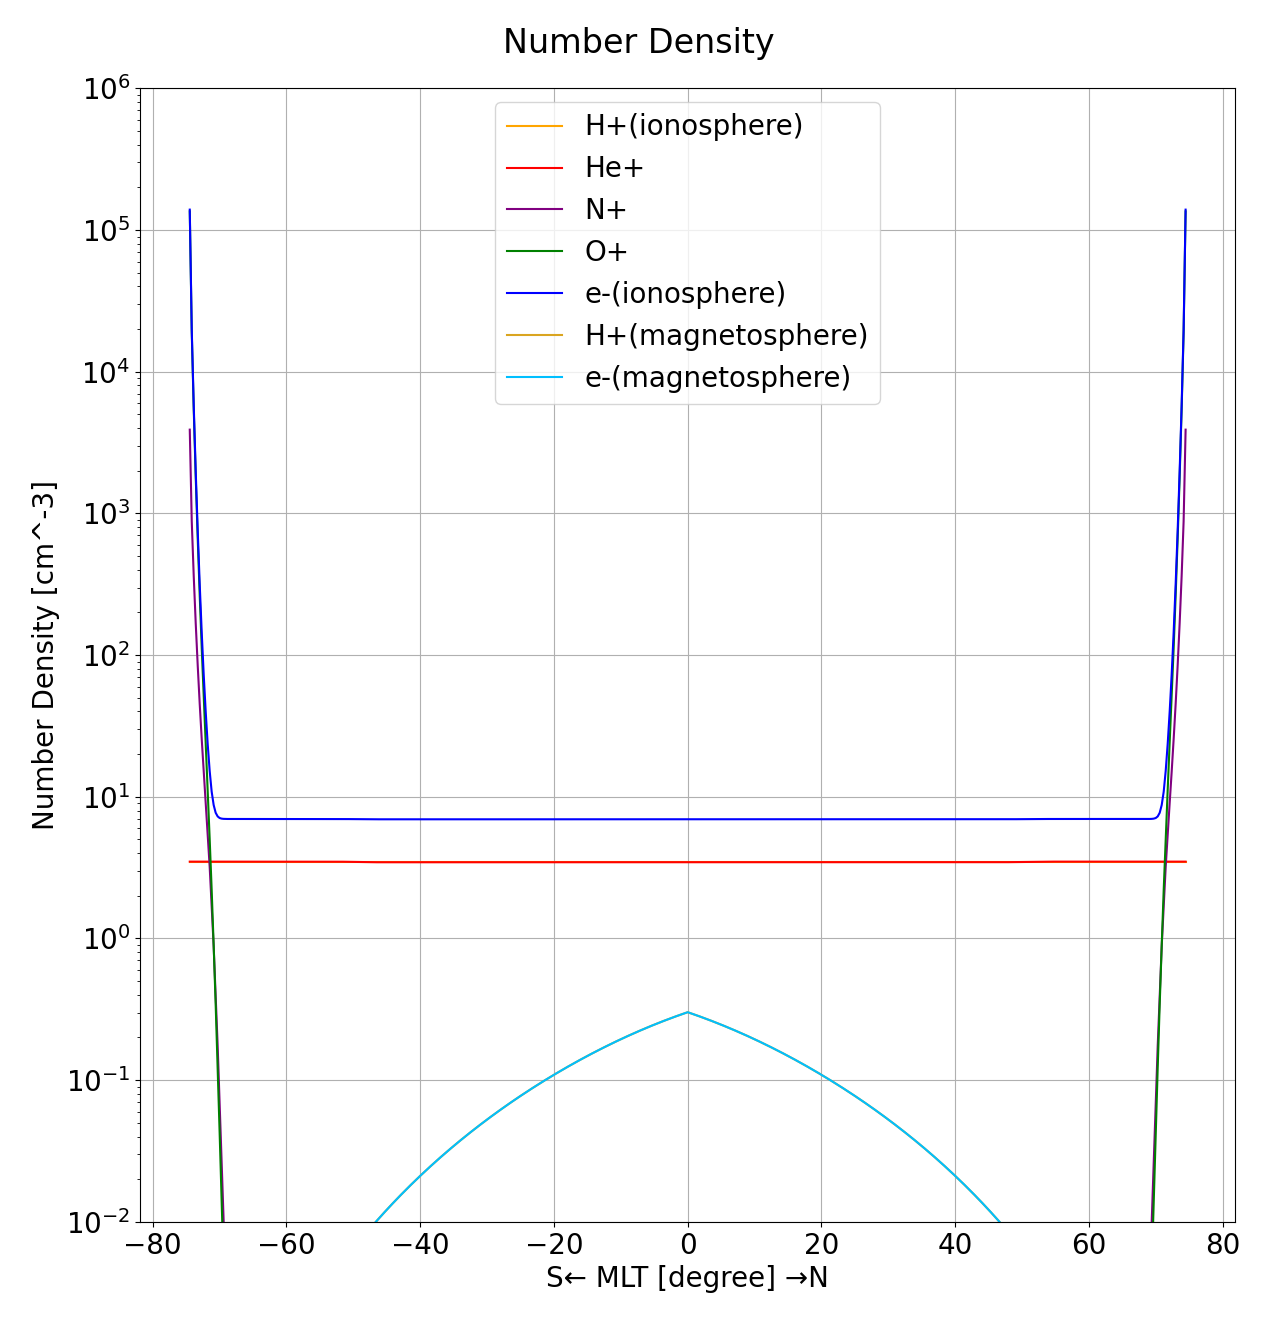 Number Density
10^6
10^5
10^4
10^3
10^2
10^1
10^0
10^−1
10^−2
Number Density [cm^-3]
H+(ionosphere)
He+
N+
O+
e-(ionosphere)
H+(magnetosphere)
e-(magnetosphere)
−80 −60 −40 −20 0 20 40 60 80
S← MLT [degree] →N